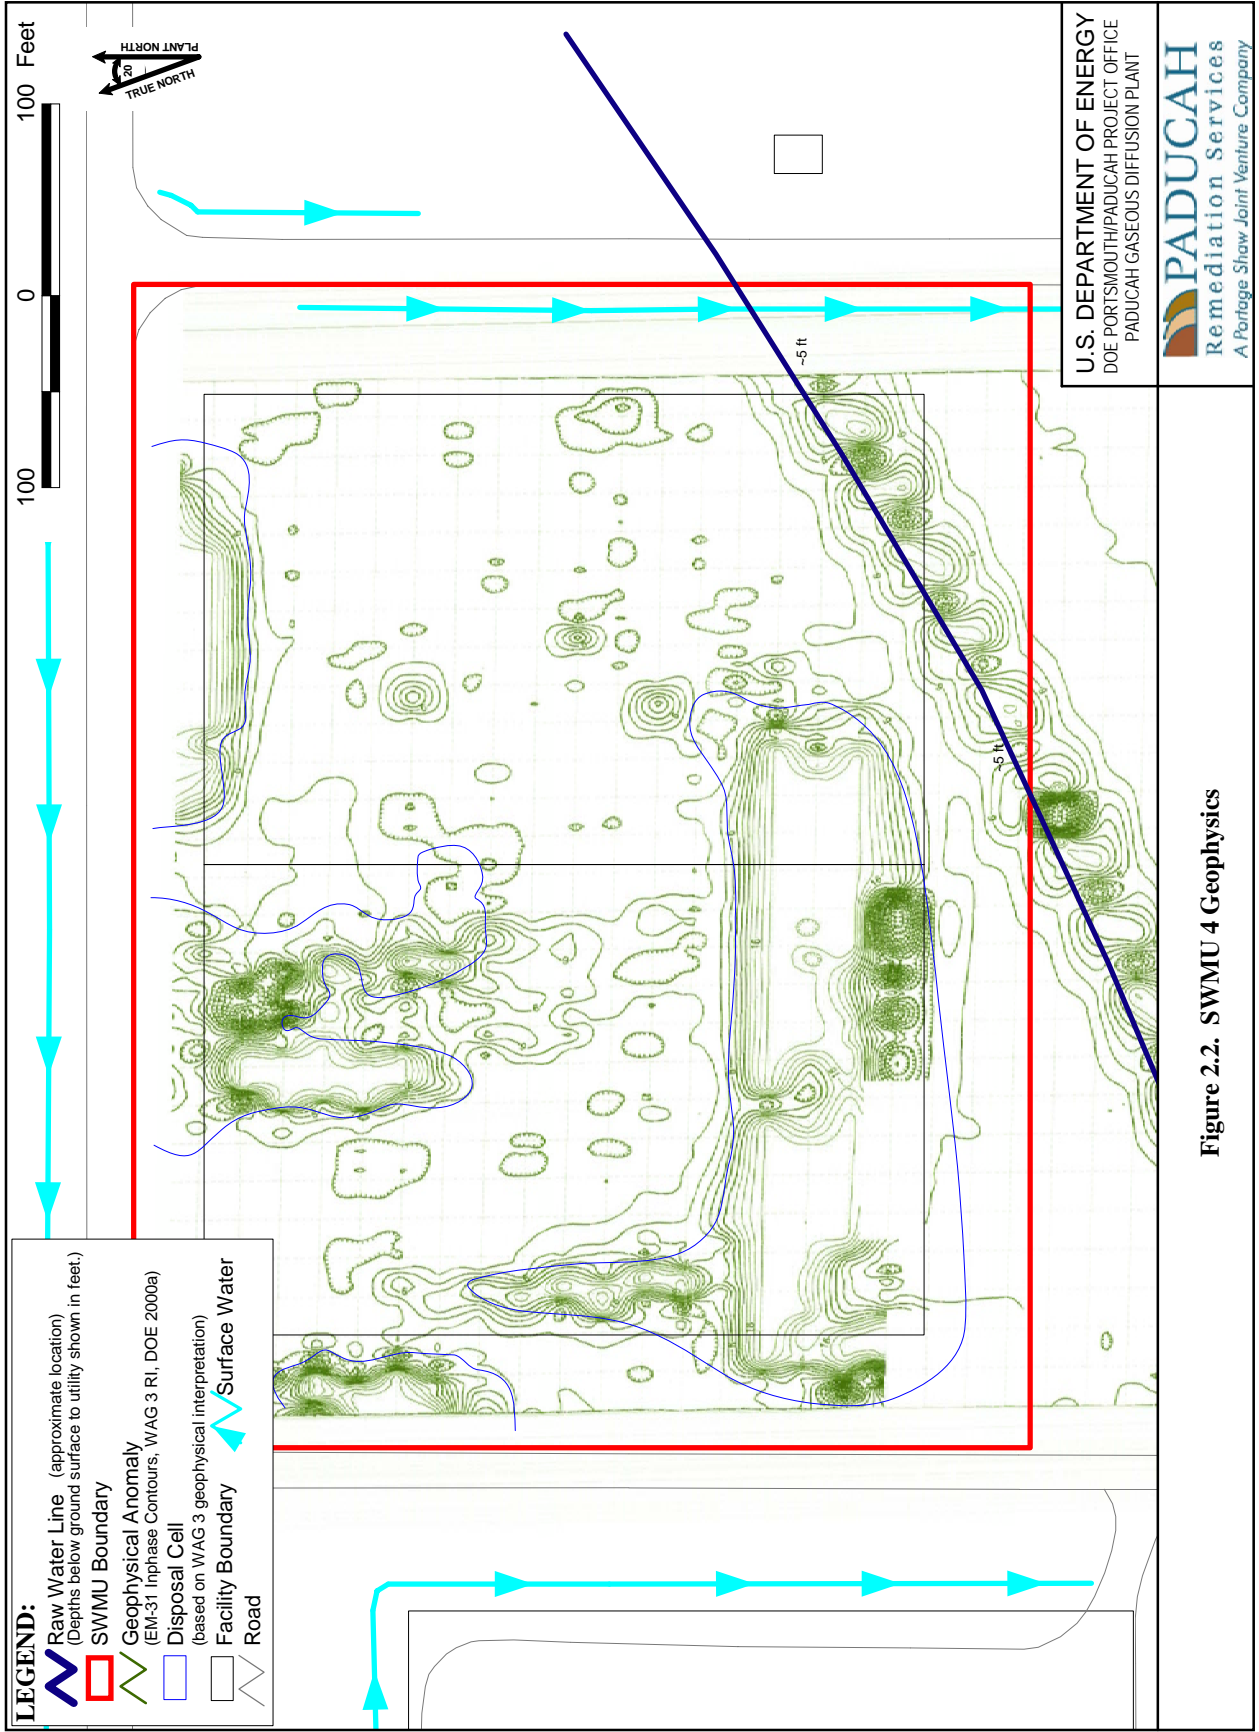 LEGEND:
Raw Water Line (approximate location)
(Depths below ground surface to utility shown in feet.)
SWMU Boundary
Geophysical Anomaly
(EM-31 Inphase Contours, WAG 3 RI, DOE 2000a)
Disposal Cell
(based on WAG 3 geophysical interpretation)
Facility Boundary
Surface Water
Road
100 0 100 Feet
PLANT NORTH
20
TRUE NORTH
~5 ft
~5 ft
U.S. DEPARTMENT OF ENERGY
DOE PORTSMOUTH/PADUCAH PROJECT OFFICE
PADUCAH GASEOUS DIFFUSION PLANT
PADUCAH
Remediation Services
A Portage Shaw Joint Venture Company
Figure 2.2. SWMU 4 Geophysics